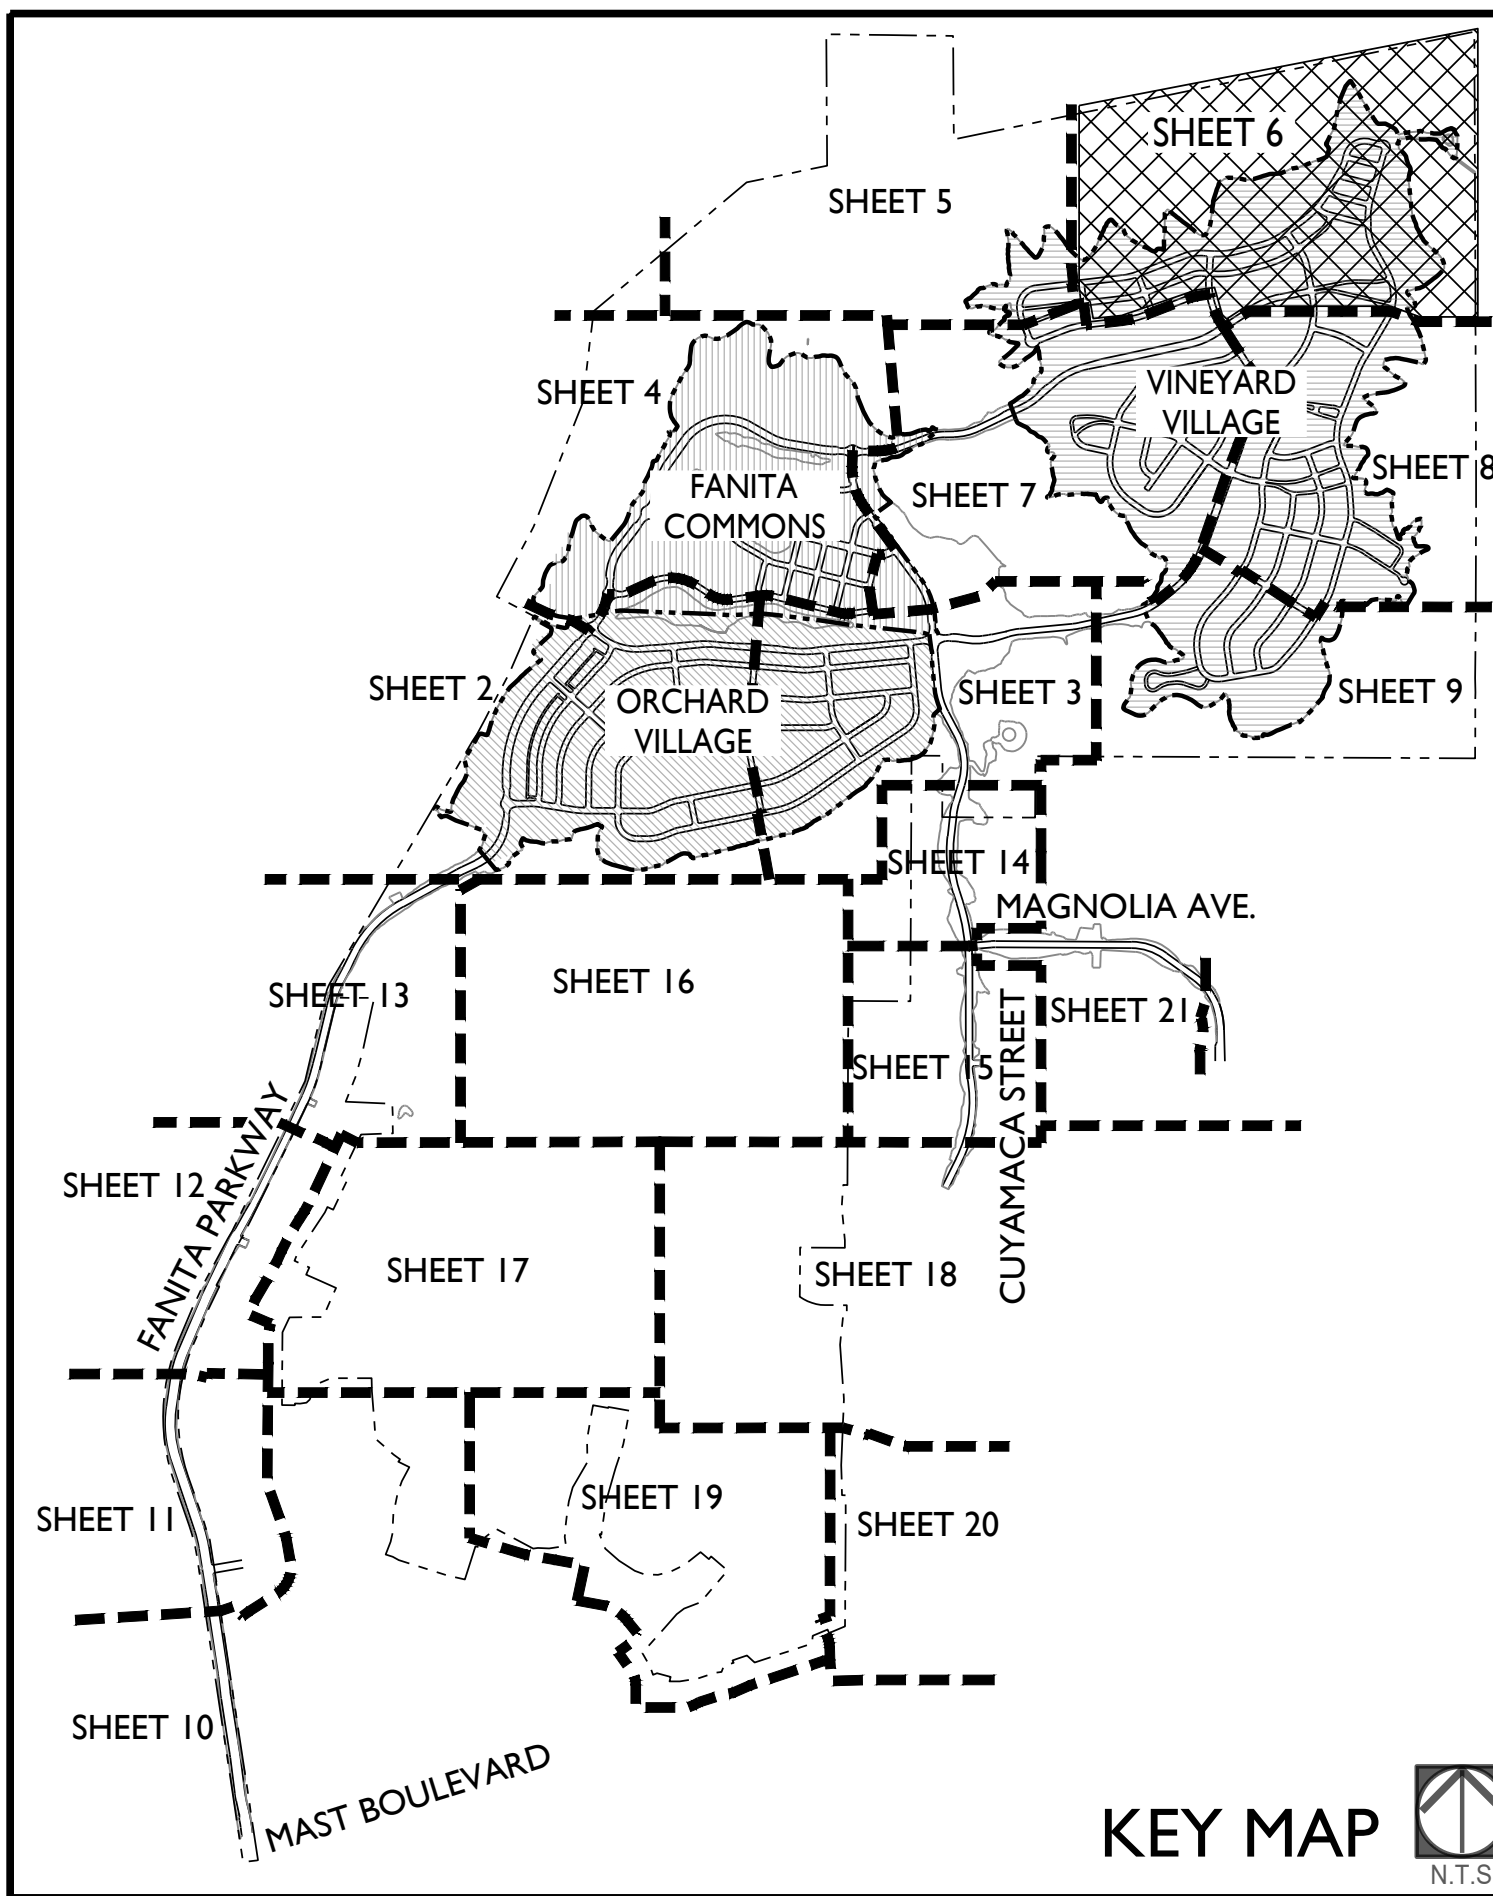 SHEET 6
SHEET 5
VINEYARD
VILLAGE
SHEET 4
SHEET 8
FANITA
COMMONS
SHEET 7
SHEET 2
ORCHARD
VILLAGE
SHEET 3
SHEET 9
SHEET 14
MAGNOLIA AVE.
SHEET 13
SHEET 16
SHEET 21
SHEET 15
CUYAMACA STREET
SHEET 12
FANITA PARKWAY
SHEET 17
SHEET 18
SHEET 11
SHEET 19
SHEET 20
SHEET 10
MAST BOULEVARD
KEY MAP
N.T.S